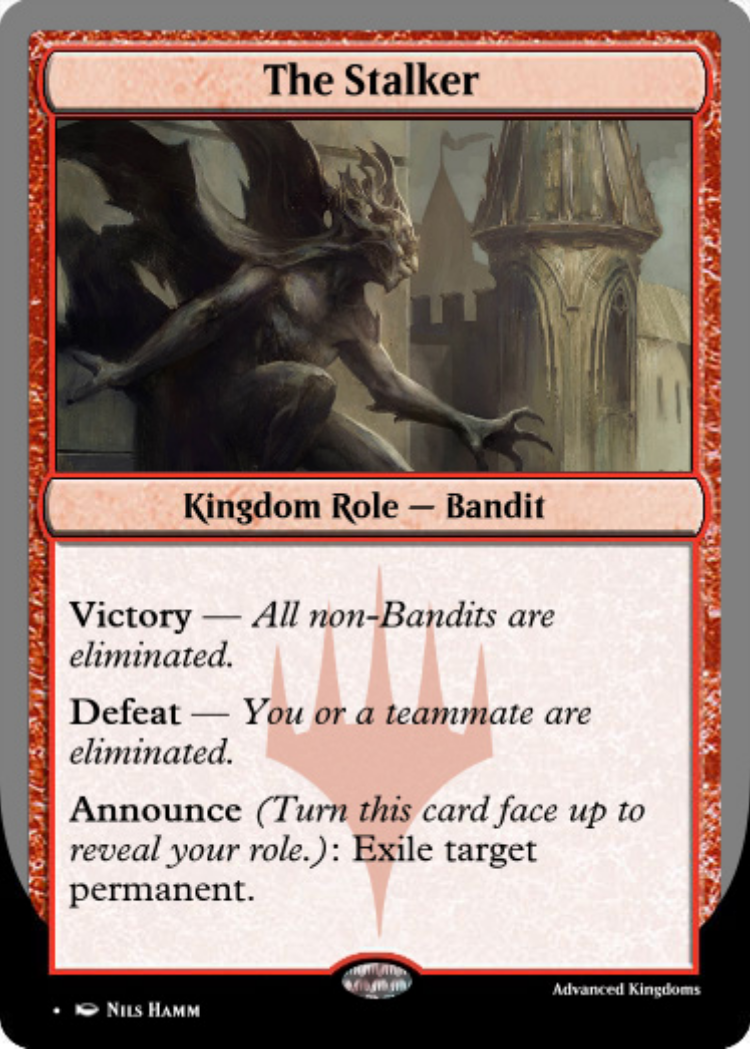 The Stalker
Kingdom Role — Bandit
Victory — All non-Bandits are
eliminated.
Defeat — You or a teammate are
eliminated.
Announce (Turn this card face up to
reveal your role.): Exile target
permanent.
Advanced Kingdoms
• Nils Hamm